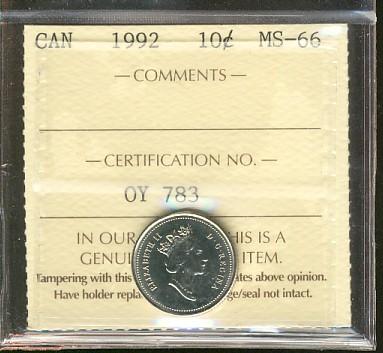 CAN 1992 10¢ MS-66
— COMMENTS —
— CERTIFICATION NO. —
OY 783
IN OUR HIS IS A
GENU ITEM.
Tampering with this ates above opinion.
Have holder repla ge/seal not intact.
ELIZABETH II D·G·REGINA